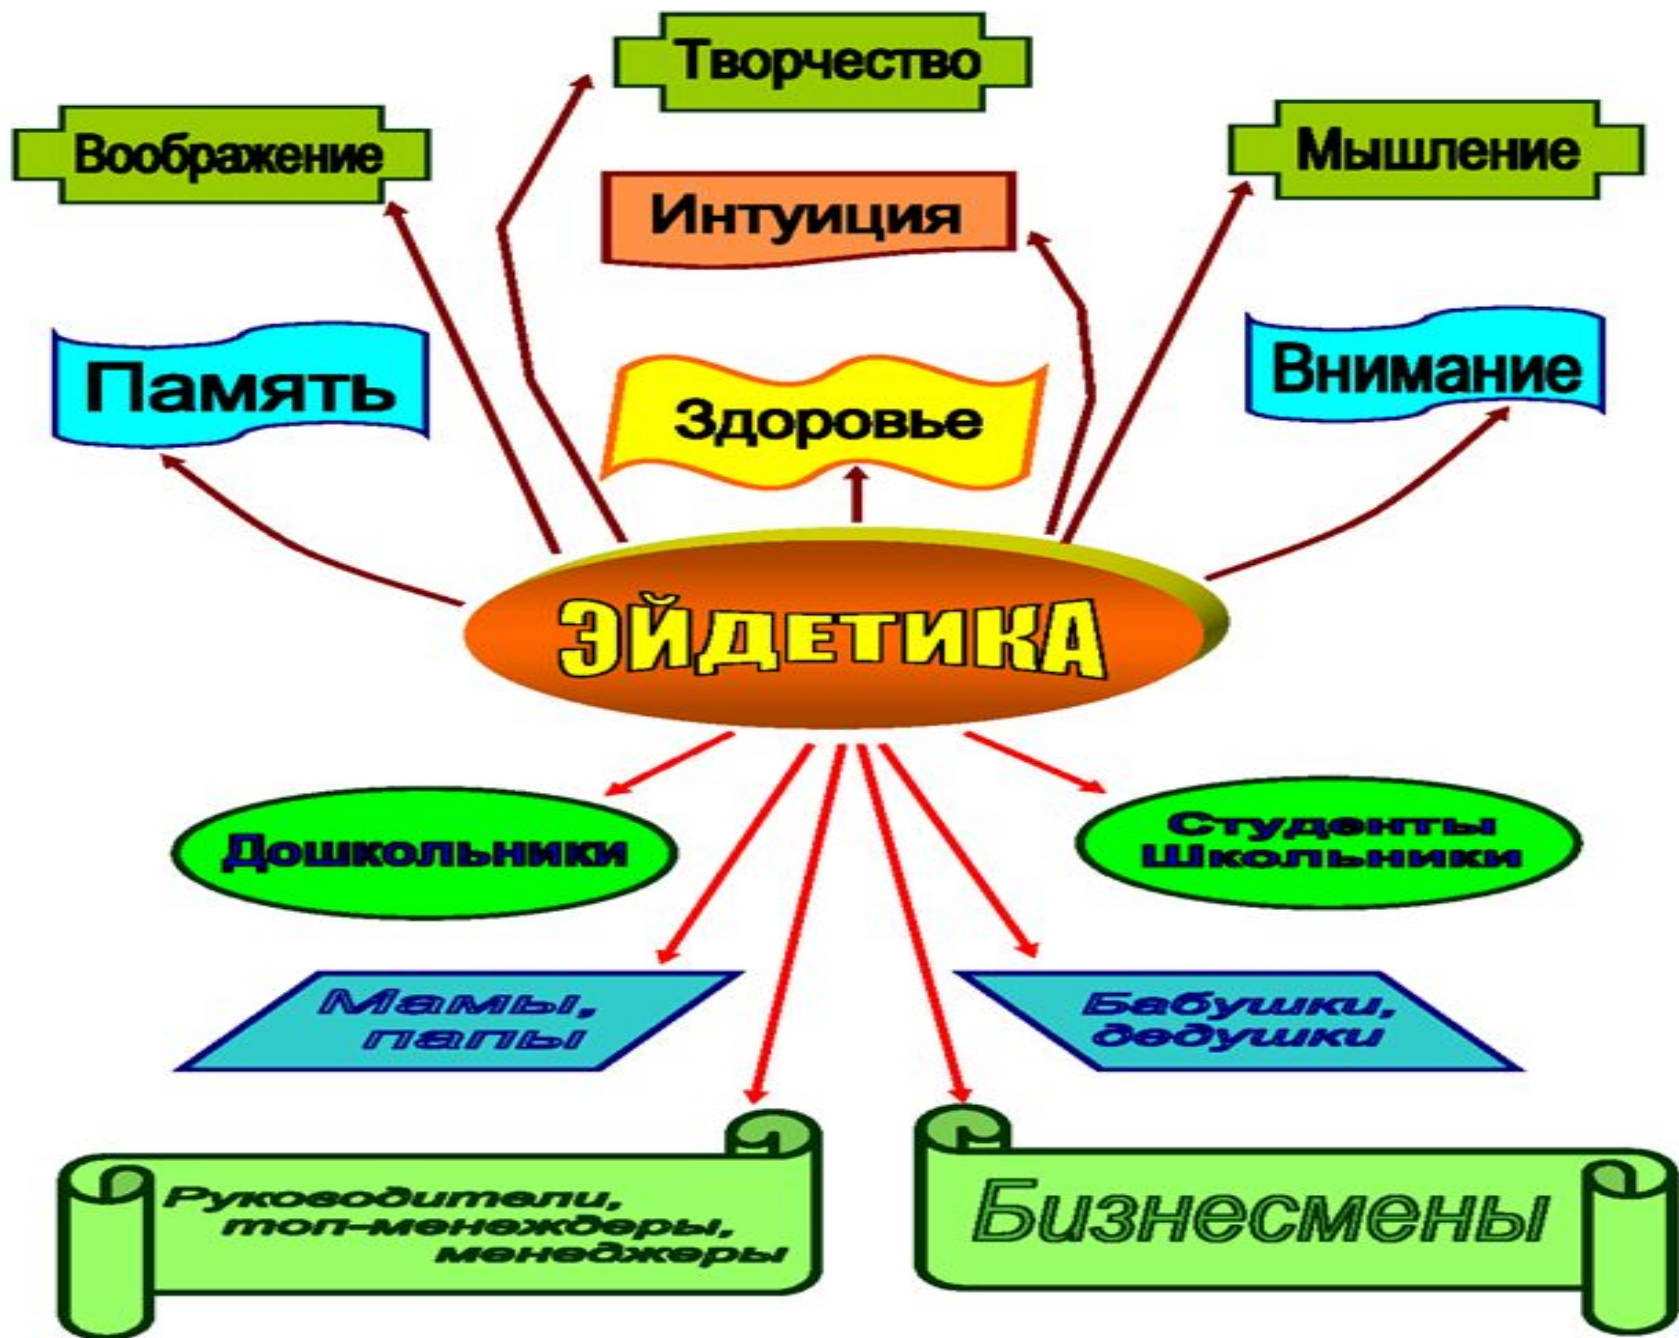 Творчество
Воображение
Мышление
Интуиция
Память
Здоровье
Внимание
ЭЙДЕТИКА
Дошкольники
Студенты
Школьники
Мамы,
папы
Бабушки,
дедушки
Руководители,
топ-менеждеры,
менеджеры
Бизнесмены